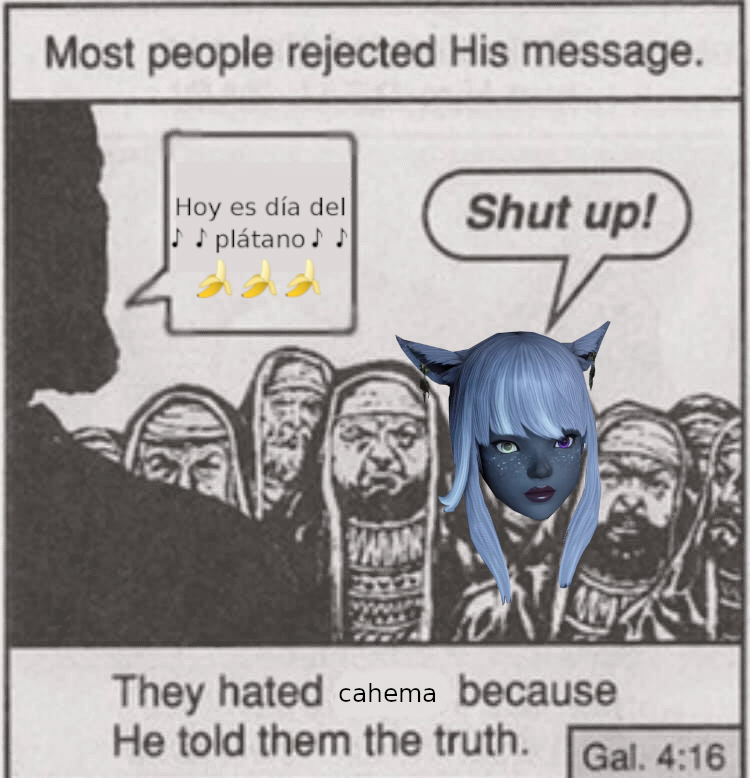 Most people rejected His message.
Hoy es día del
♪ ♪ plátano ♪ ♪
🍌🍌🍌
Shut up!
They hated cahema because
He told them the truth.
Gal. 4:16